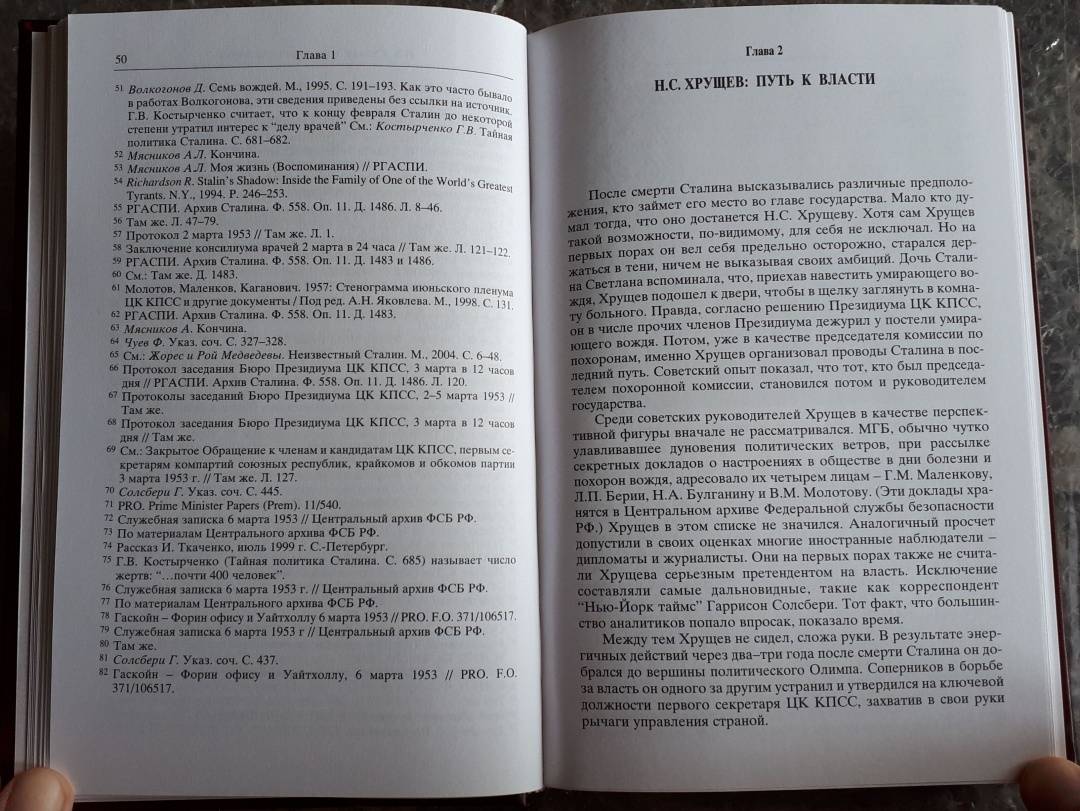 50
Глава 1
51 Волкогонов Д. Семь вождей. М., 1995. С. 191–193. Как это часто бывало
в работах Волкогонова, эти сведения приведены без ссылки на источник.
Г.В. Костырченко считает, что к концу февраля Сталин до некоторой
степени утратил интерес к “делу врачей” См.: Костырченко Г.В. Тайная
политика Сталина. С. 681–682.
52 Мясников А.Л. Кончина.
53 Мясников А.Л. Моя жизнь (Воспоминания) // РГАСПИ.
54 Richardson R. Stalin’s Shadow: Inside the Family of One of the World’s Greatest
Tyrants. N.Y., 1994. P. 246–253.
55 РГАСПИ. Архив Сталина. Ф. 558. Оп. 11. Д. 1486. Л. 8–46.
56 Там же. Л. 47–79.
57 Протокол 2 марта 1953 // Там же. Л. 1.
58 Заключение консилиума врачей 2 марта в 24 часа // Там же. Л. 121–122.
59 РГАСПИ. Архив Сталина. Ф. 558. Оп. 11. Д. 1483 и 1486.
60 См.: Там же. Д. 1483.
61 Молотов, Маленков, Каганович. 1957: Стенограмма июньского пленума
ЦК КПСС и другие документы / Под ред. А.Н. Яковлева. М., 1998. С. 131.
62 РГАСПИ. Архив Сталина. Ф. 558. Оп. 11. Д. 1483.
63 Мясников А. Кончина.
64 Чуев Ф. Указ. соч. С. 327–328.
65 См.: Жорес и Рой Медведевы. Неизвестный Сталин. М., 2004. С. 6–48.
66 Протокол заседания Бюро Президиума ЦК КПСС, 3 марта в 12 часов
дня // РГАСПИ. Архив Сталина. Ф. 558. Оп. 11. Д. 1486. Л. 120.
67 Протоколы заседаний Бюро Президиума ЦК КПСС, 2–5 марта 1953 //
Там же.
68 Протокол заседания Бюро Президиума ЦК КПСС, 3 марта в 12 часов
дня // Там же.
69 См.: Закрытое Обращение к членам и кандидатам ЦК КПСС, первым се-
кретарям компартий союзных республик, крайкомов и обкомов партии
3 марта 1953 г. // Там же. Л. 127.
70 Солсбери Г. Указ. соч. С. 445.
71 PRO. Prime Minister Papers (Prem). 11/540.
72 Служебная записка 6 марта 1953 // Центральный архив ФСБ РФ.
73 По материалам Центрального архива ФСБ РФ.
74 Рассказ И. Ткаченко, июль 1999 г. С.-Петербург.
75 Г.В. Костырченко (Тайная политика Сталина. С. 685) называет число
жертв: “...почти 400 человек”.
76 Служебная записка 6 марта 1953 г. // Центральный архив ФСБ РФ.
77 По материалам Центрального архива ФСБ РФ.
78 Гаскойн – Форин офису и Уайтхоллу 6 марта 1953 // PRO. F.O. 371/106517.
79 Служебная записка 6 марта 1953 г // Центральный архив ФСБ РФ.
80 Там же.
81 Солсбери Г. Указ. соч. С. 437.
82 Гаскойн – Форин офису и Уайтхоллу, 6 марта 1953 // PRO. F.O.
371/106517.
Глава 2
Н.С. ХРУЩЕВ: ПУТЬ К ВЛАСТИ
После смерти Сталина высказывались различные предполо-
жения, кто займет его место во главе государства. Мало кто ду-
мал тогда, что оно достанется Н.С. Хрущеву. Хотя сам Хрущев
такой возможности, по-видимому, для себя не исключал. Но на
первых порах он вел себя предельно осторожно, старался дер-
жаться в тени, ничем не выказывая своих амбиций. Дочь Стали-
на Светлана вспоминала, что, приехав навестить умирающего во-
ждя, Хрущев подошел к двери, чтобы в щелку заглянуть в комна-
ту больного. Правда, согласно решению Президиума ЦК КПСС,
он в числе прочих членов Президиума дежурил у постели умира-
ющего вождя. Потом, уже в качестве председателя комиссии по
похоронам, именно Хрущев организовал проводы Сталина в пос-
ледний путь. Советский опыт показал, что тот, кто был председа-
телем похоронной комиссии, становился потом и руководителем
государства.
Среди советских руководителей Хрущев в качестве перспек-
тивной фигуры вначале не рассматривался. МГБ, обычно чутко
улавливавшее дуновения политических ветров, при рассылке
секретных докладов о настроениях в обществе в дни болезни и
похорон вождя, адресовало их четырем лицам – Г.М. Маленкову,
Л.П. Берии, Н.А. Булганину и В.М. Молотову. (Эти доклады хра-
нятся в Центральном архиве Федеральной службы безопасности
РФ.) Хрущев в этом списке не значился. Аналогичный просчет
допустили в своих оценках многие иностранные наблюдатели –
дипломаты и журналисты. Они на первых порах также не счита-
ли Хрущева серьезным претендентом на власть. Исключение
составляли самые дальновидные, такие как корреспондент
“Нью-Йорк таймс” Гаррисон Солсбери. Тот факт, что большин-
ство аналитиков попало впросак, показало время.
Между тем Хрущев не сидел, сложа руки. В результате энер-
гичных действий через два–три года после смерти Сталина он до-
брался до вершины политического Олимпа. Соперников в борьбе
за власть он одного за другим устранил и утвердился на ключевой
должности первого секретаря ЦК КПСС, захватив в свои руки
рычаги управления страной.